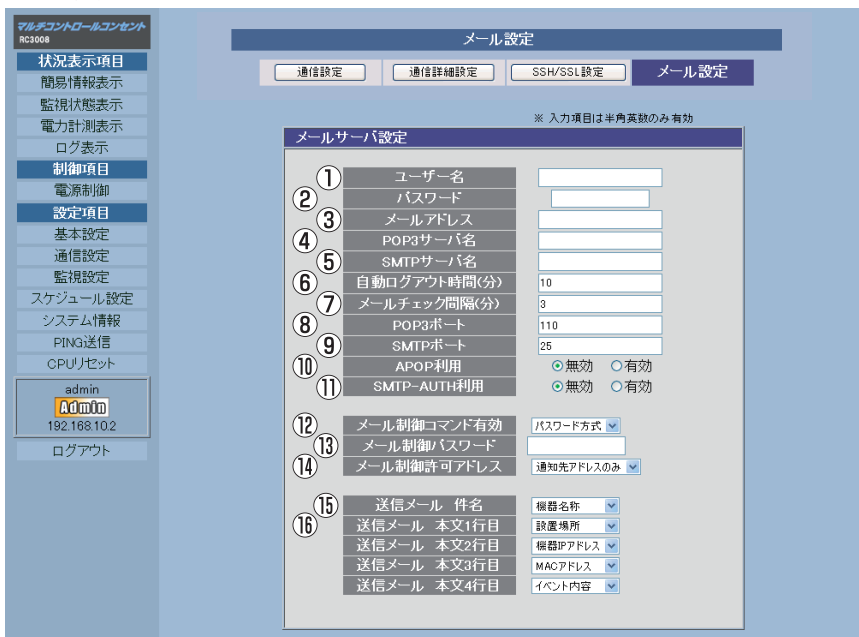 マルチコントロールコンセント
RC3008
状況表示項目
簡易情報表示
監視状態表示
電力計測表示
ログ表示
制御項目
電源制御
設定項目
基本設定
通信設定
監視設定
スケジュール設定
システム情報
PING送信
CPUリセット
admin
Admin
192.168.10.2
ログアウト
メール設定
通信設定 通信詳細設定 SSH/SSL設定 メール設定
※ 入力項目は半角英数のみ有効
メールサーバ設定
① ユーザー名
② パスワード
③ メールアドレス
④ POP3サーバ名
⑤ SMTPサーバ名
⑥ 自動ログアウト時間(分) 10
⑦ メールチェック間隔(分) 3
⑧ POP3ポート 110
⑨ SMTPポート 25
⑩ APOP利用 無効 有効
⑪ SMTP-AUTH利用 無効 有効
⑫ メール制御コマンド有効 パスワード方式
⑬ メール制御パスワード
⑭ メール制御許可アドレス 通知先アドレスのみ
⑮ 送信メール 件名 機器名称
⑯ 送信メール 本文1行目 設置場所
送信メール 本文2行目 機器IPアドレス
送信メール 本文3行目 MACアドレス
送信メール 本文4行目 イベント内容